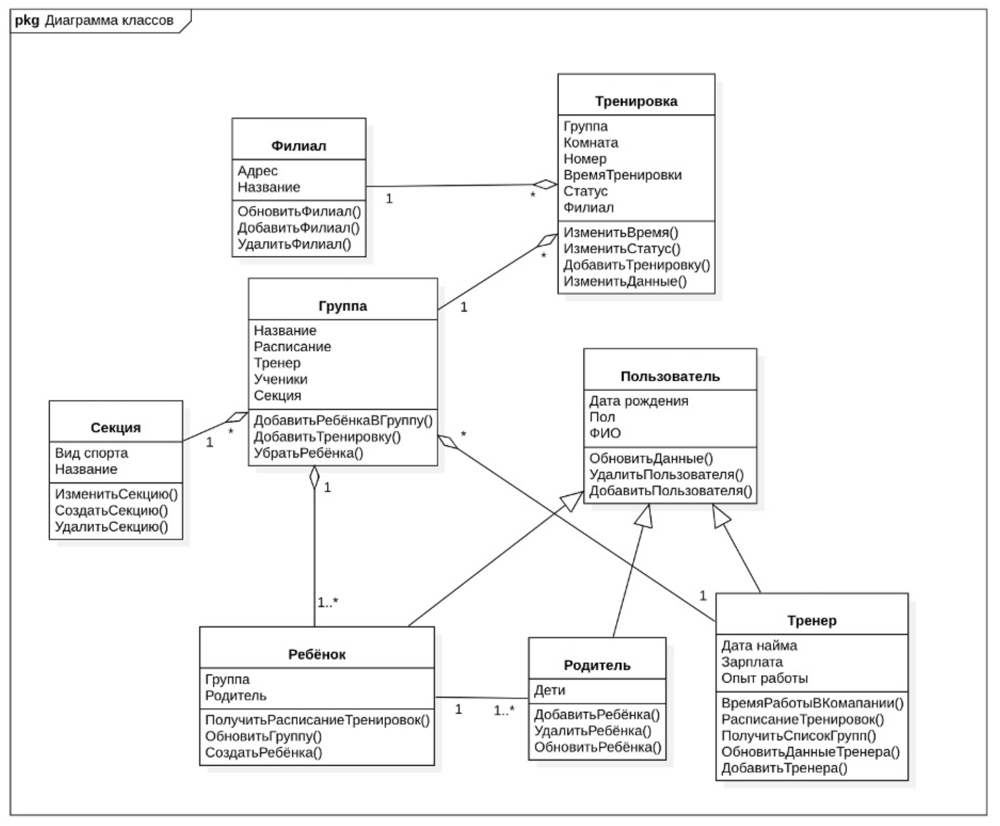 pkg Диаграмма классов
Тренировка
Группа
Комната
Номер
ВремяТренировки
Статус
Филиал
ИзменитьВремя()
ИзменитьСтатус()
ДобавитьТренировку()
ИзменитьДанные()
Филиал
Адрес
Название
ОбновитьФилиал()
ДобавитьФилиал()
УдалитьФилиал()
1
*
*
1
Группа
Название
Расписание
Тренер
Ученики
Секция
ДобавитьРебёнкаВГруппу()
ДобавитьТренировку()
УбратьРебёнка()
Пользователь
Дата рождения
Пол
ФИО
ОбновитьДанные()
УдалитьПользователя()
ДобавитьПользователя()
Секция
Вид спорта
Название
ИзменитьСекцию()
СоздатьСекцию()
УдалитьСекцию()
1
*
*
1
1
1..*
Ребёнок
Группа
Родитель
ПолучитьРасписаниеТренировок()
ОбновитьГруппу()
СоздатьРебёнка()
1
1..*
Родитель
Дети
ДобавитьРебёнка()
УдалитьРебёнка()
ОбновитьРебёнка()
Тренер
Дата найма
Зарплата
Опыт работы
ВремяРаботыВКомапании()
РасписаниеТренировок()
ПолучитьСписокГрупп()
ОбновитьДанныеТренера()
ДобавитьТренера()